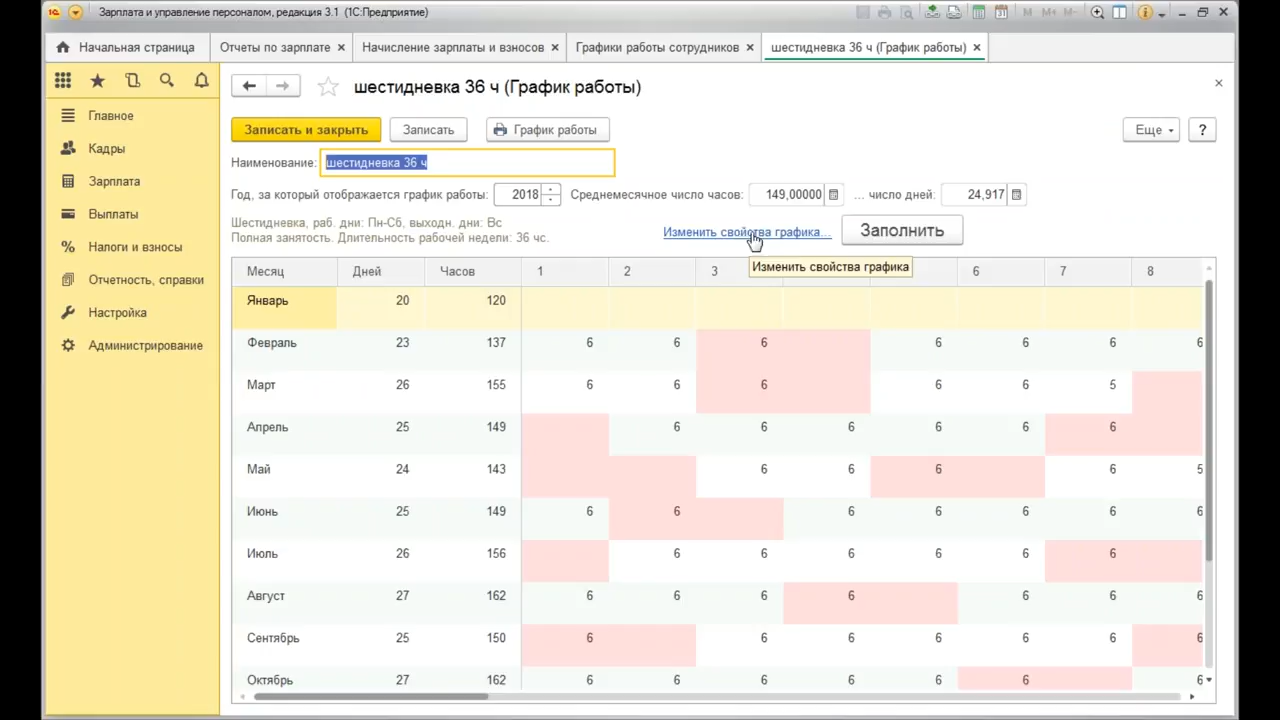 Зарплата и управление персоналом, редакция 3.1 (1С:Предприятие)
M M+ M-
Начальная страница Отчеты по зарплате × Начисление зарплаты и взносов × Графики работы сотрудников × шестидневка 36 ч (График работы) ×
шестидневка 36 ч (График работы) ×
Главное
Кадры
Зарплата
Выплаты
Налоги и взносы
Отчетность, справки
Настройка
Администрирование
Записать и закрыть Записать График работы Еще ?
Наименование: шестидневка 36 ч
Год, за который отображается график работы: 2018 Среднемесячное число часов: 149,00000 ... число дней: 24,917
Шестидневка, раб. дни: Пн-Сб, выходн. дни: Вс
Полная занятость. Длительность рабочей недели: 36 чс.
Изменить свойства графика... Заполнить
Изменить свойства графика
Месяц Дней Часов 1 2 3 6 7 8
Январь 20 120
Февраль 23 137 6 6 6 6 6 6 6
Март 26 155 6 6 6 6 6 5
Апрель 25 149 6 6 6 6 6 6
Май 24 143 6 6 6 6 5
Июнь 25 149 6 6 6 6 6 6 6
Июль 26 156 6 6 6 6 6 6
Август 27 162 6 6 6 6 6 6 6
Сентябрь 25 150 6 6 6 6 6 6 6
Октябрь 27 162 6 6 6 6 6 6 6